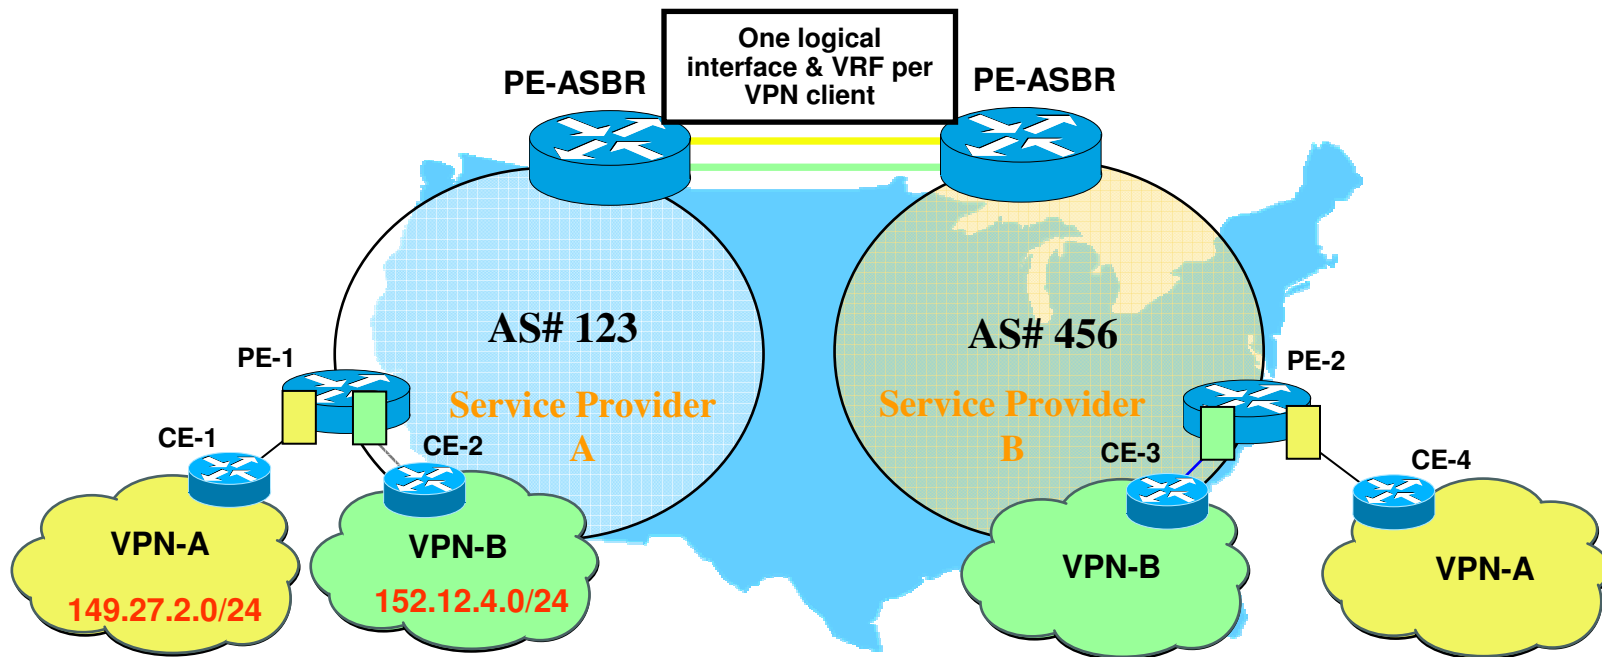 One logical
interface & VRF per
VPN client
PE-ASBR
PE-ASBR
AS# 123
AS# 456
PE-1
PE-2
Service Provider
A
Service Provider
B
CE-1
CE-2
CE-3
CE-4
VPN-A
VPN-B
VPN-B
VPN-A
149.27.2.0/24
152.12.4.0/24